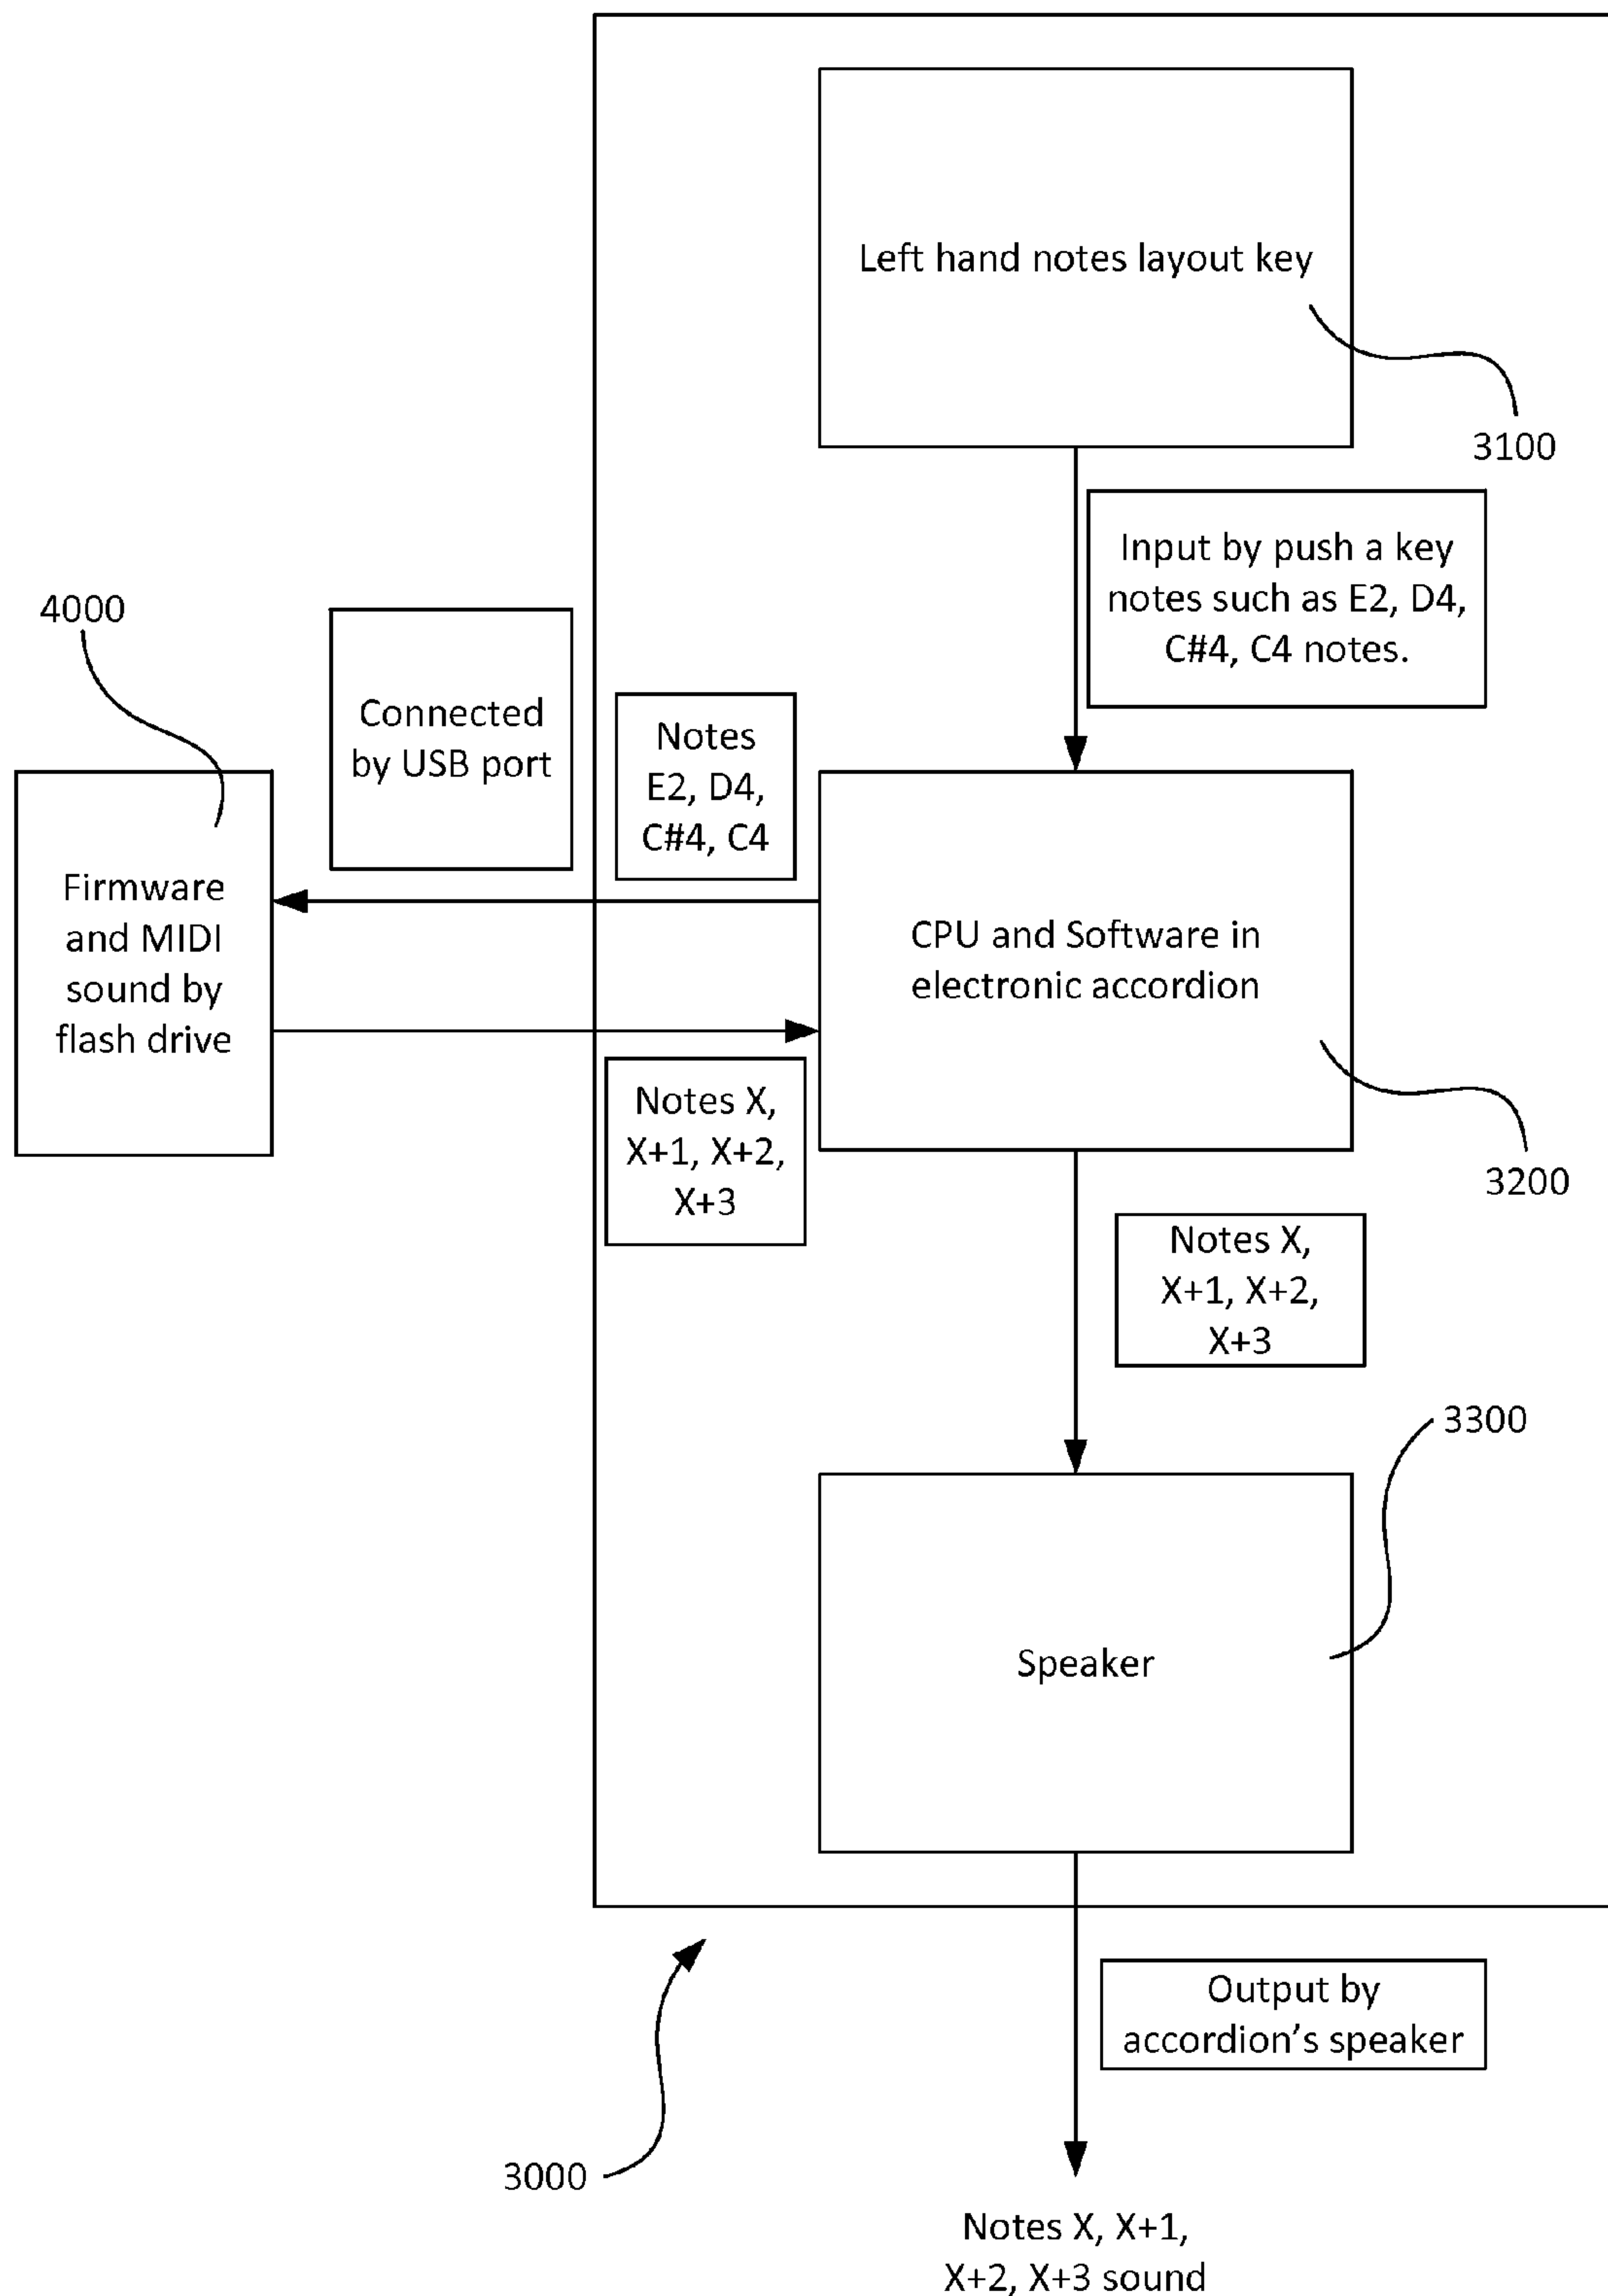 Left hand notes layout key
3100
Input by push a key
notes such as E2, D4,
C#4, C4 notes.
4000
Connected
by USB port
Notes
E2, D4,
C#4, C4
Firmware
and MIDI
sound by
flash drive
CPU and Software in
electronic accordion
Notes X,
X+1, X+2,
X+3
3200
Notes X,
X+1, X+2,
X+3
3300
Speaker
Output by
accordion’s speaker
3000
Notes X, X+1,
X+2, X+3 sound